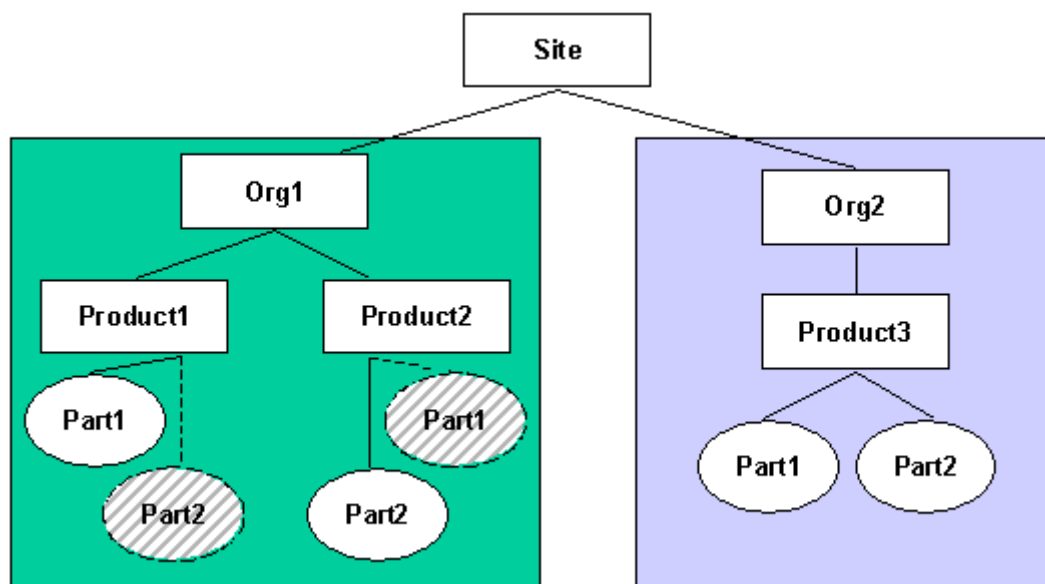 Site
Org1
Org2
Product1
Product2
Product3
Part1
Part2
Part1
Part2
Part1
Part2